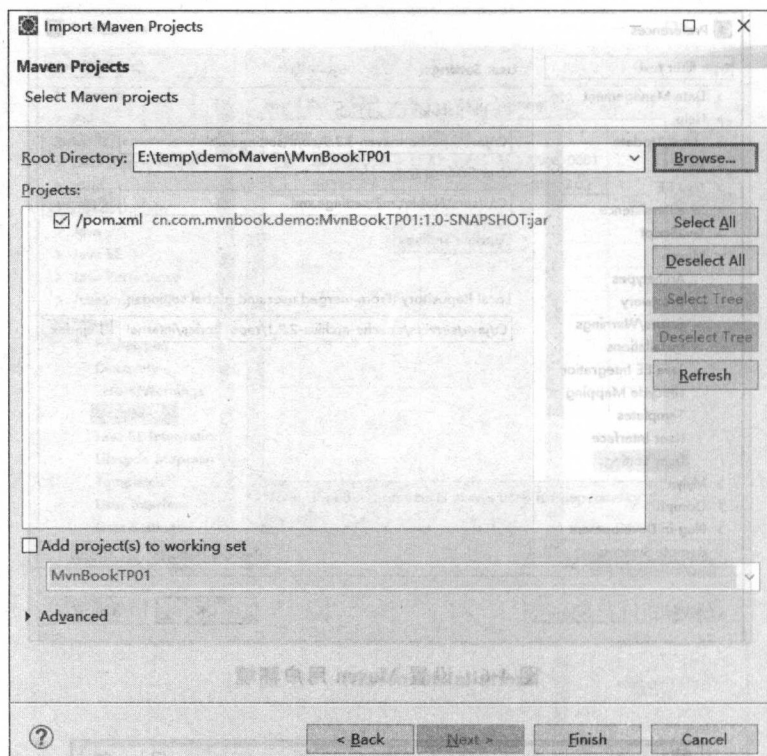 Import Maven Projects
Maven Projects
Select Maven projects
Root Directory: E:\temp\demoMaven\MvnBookTP01 Browse...
Projects:
/pom.xml cn.com.mvnbook.demo:MvnBookTP01:1.0-SNAPSHOT:jar
Select All
Deselect All
Select Tree
Deselect Tree
Refresh
Add project(s) to working set
MvnBookTP01
Advanced
< Back Next > Finish Cancel